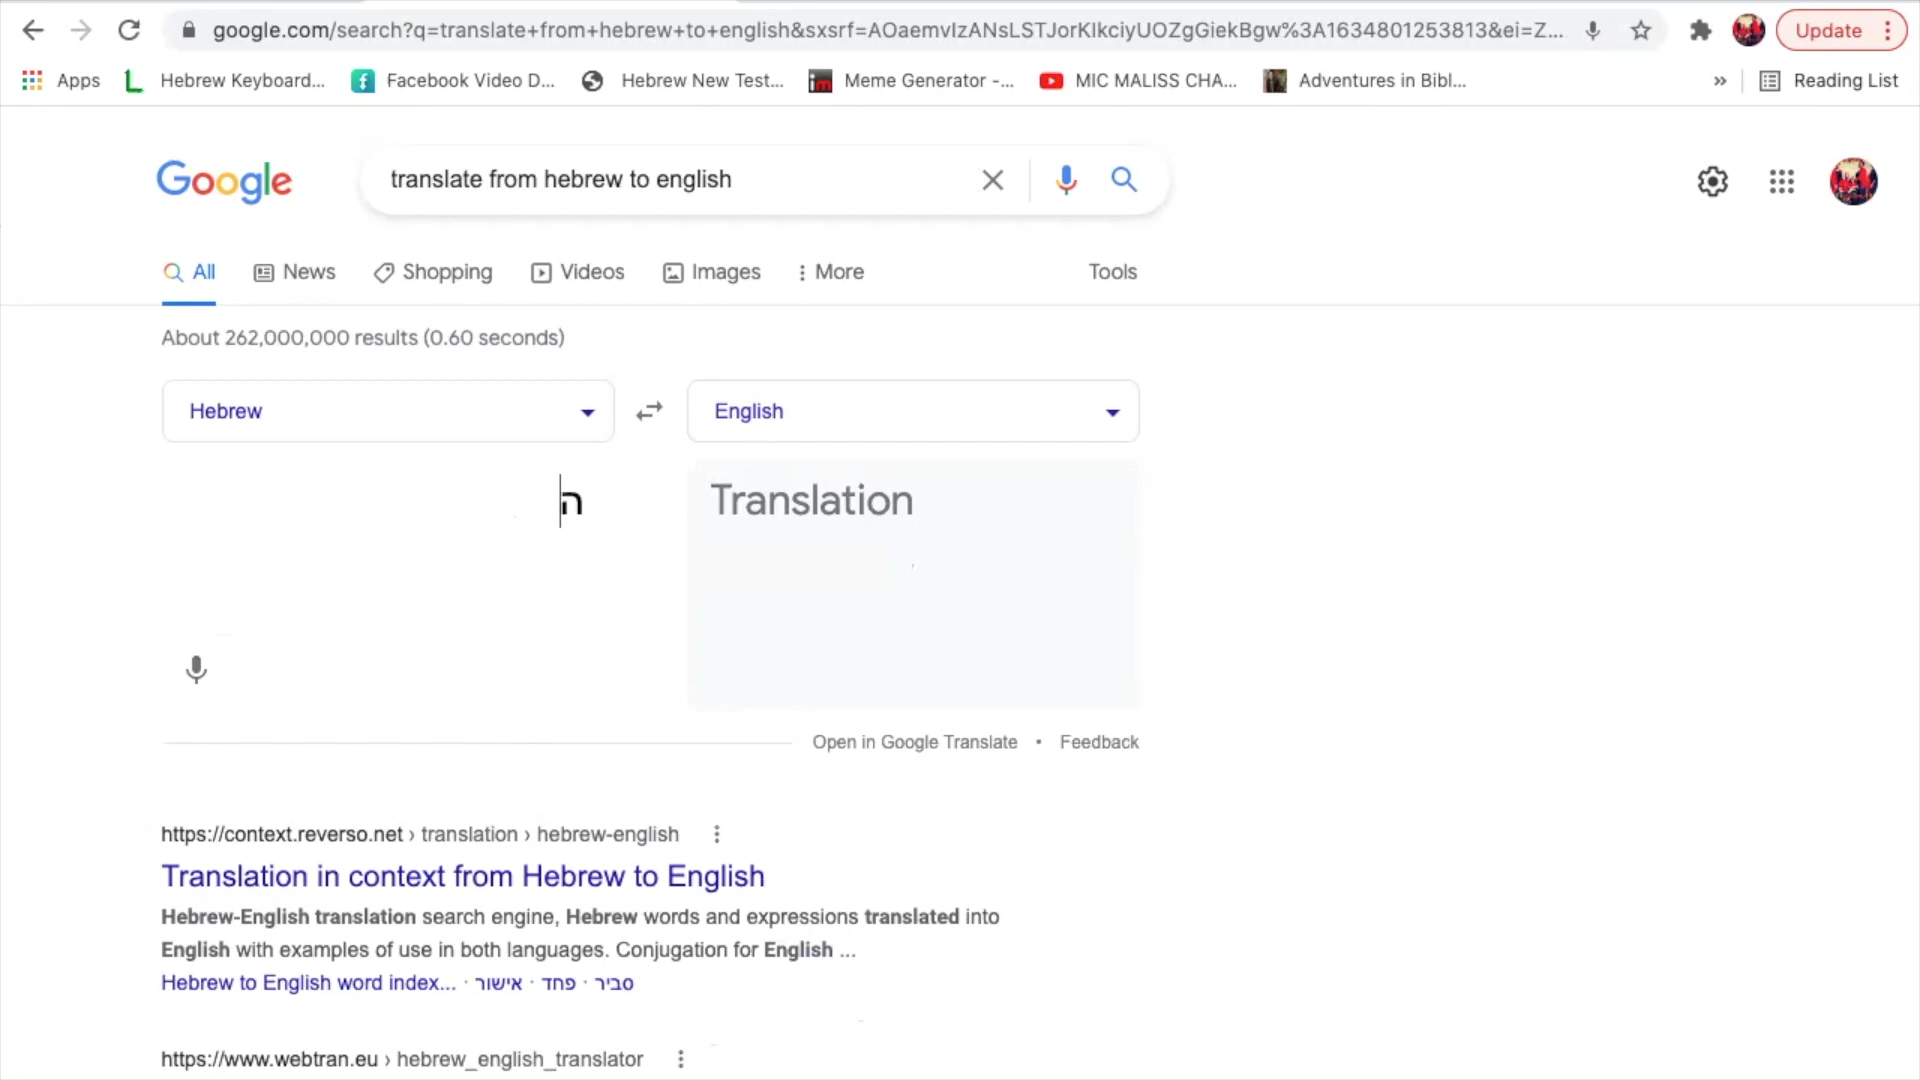 google.com/search?q=translate+from+hebrew+to+english&sxsrf=AOaemvIzANsLSTJorKIkciyUOZgGiekBgw%3A1634801253813&ei=Z...
Update
Apps
Hebrew Keyboard...
Facebook Video D...
Hebrew New Test...
Meme Generator -...
MIC MALISS CHA...
Adventures in Bibl...
»
Reading List
Google
translate from hebrew to english
All
News
Shopping
Videos
Images
More
Tools
About 262,000,000 results (0.60 seconds)
Hebrew
English
ה
Translation
Open in Google Translate • Feedback
https://context.reverso.net › translation › hebrew-english
Translation in context from Hebrew to English
Hebrew-English translation search engine, Hebrew words and expressions translated into
English with examples of use in both languages. Conjugation for English ...
Hebrew to English word index... · אישור · פחד · סביר
https://www.webtran.eu › hebrew_english_translator